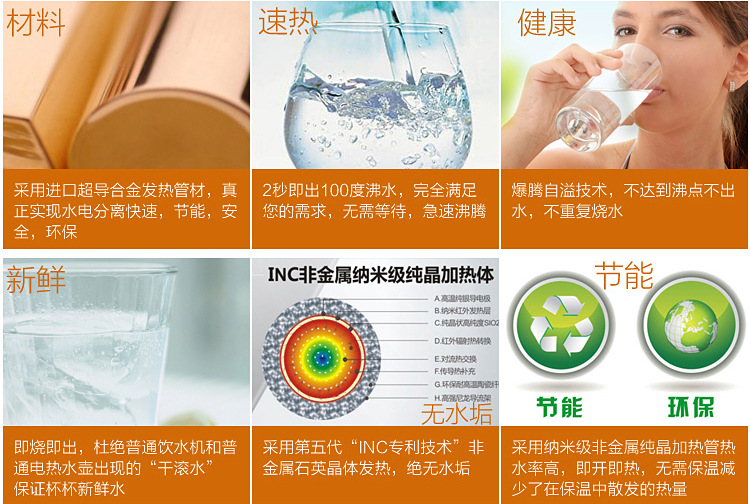 材料
采用进口超导合金发热管材，真
正实现水电分离快速，节能，安
全，环保
速热
2秒即出100度沸水，完全满足
您的需求，无需等待，急速沸腾
健康
爆腾自溢技术，不达到沸点不出
水，不重复烧水
新鲜
即烧即出，杜绝普通饮水机和普
通电热水壶出现的“干滚水”
保证杯杯新鲜水
INC非金属纳米级纯晶加热体
A.高温纯银导电极
B.纳米红外发热层
C.纯晶状高纯度SIO2
D.红外辐射热转换
E.对流热交换
F.传导热补充
G.环保耐高温陶瓷纤
H.高强尼龙导流架
无水垢
采用第五代“INC专利技术”非
金属石英晶体发热，绝无水垢
节能
节能
环保
采用纳米级非金属纯晶加热管热
水率高，即开即热，无需保温减
少了在保温中散发的热量